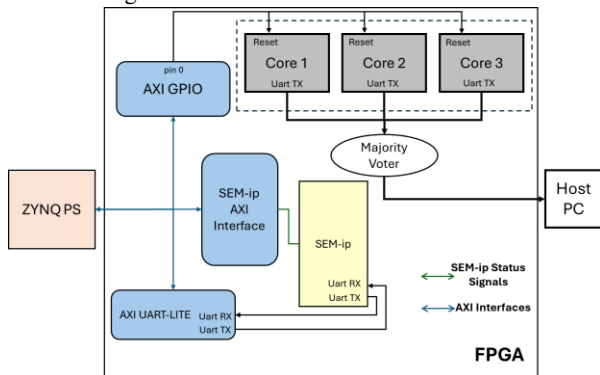 pin 0
AXI GPIO
Reset
Core 1
Uart TX
Reset
Core 2
Uart TX
Reset
Core 3
Uart TX
Majority
Voter
ZYNQ PS
SEM-ip
AXI
Interface
SEM-ip
Uart RX
Uart TX
Host
PC
AXI UART-LITE
Uart RX
Uart TX
SEM-ip Status
Signals
AXI Interfaces
FPGA